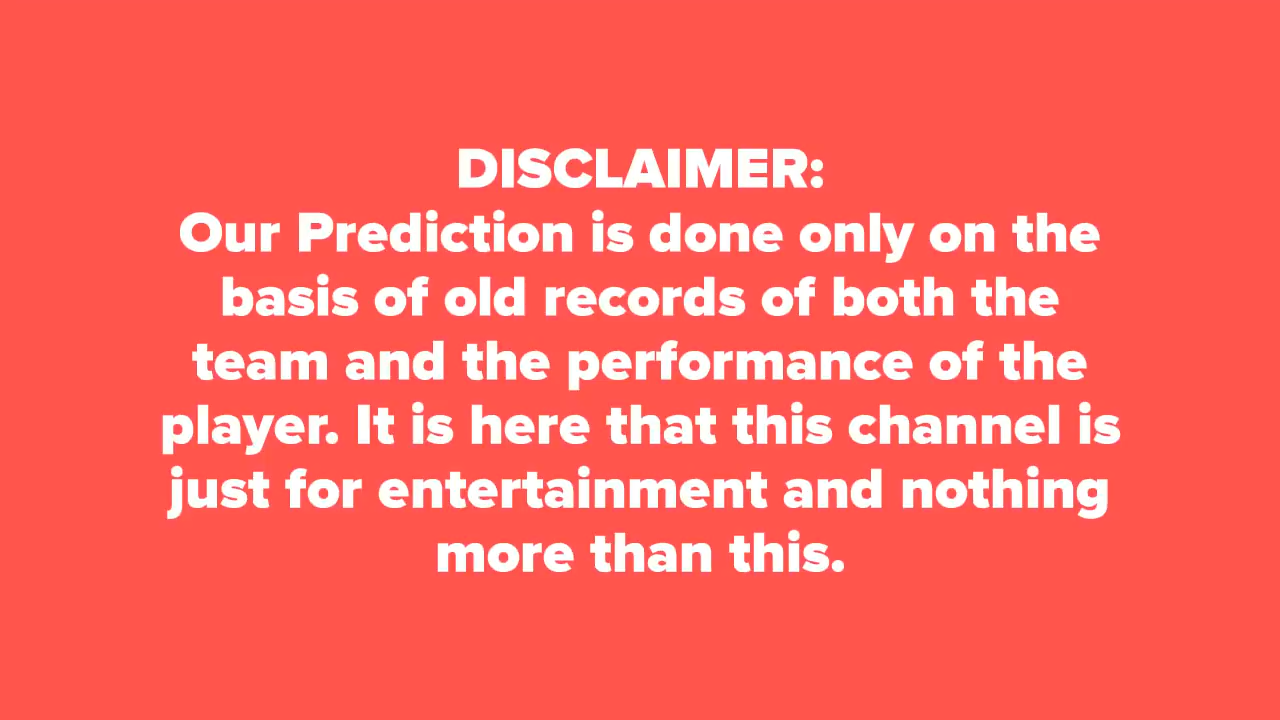 DISCLAIMER:
Our Prediction is done only on the
basis of old records of both the
team and the performance of the
player. It is here that this channel is
just for entertainment and nothing
more than this.